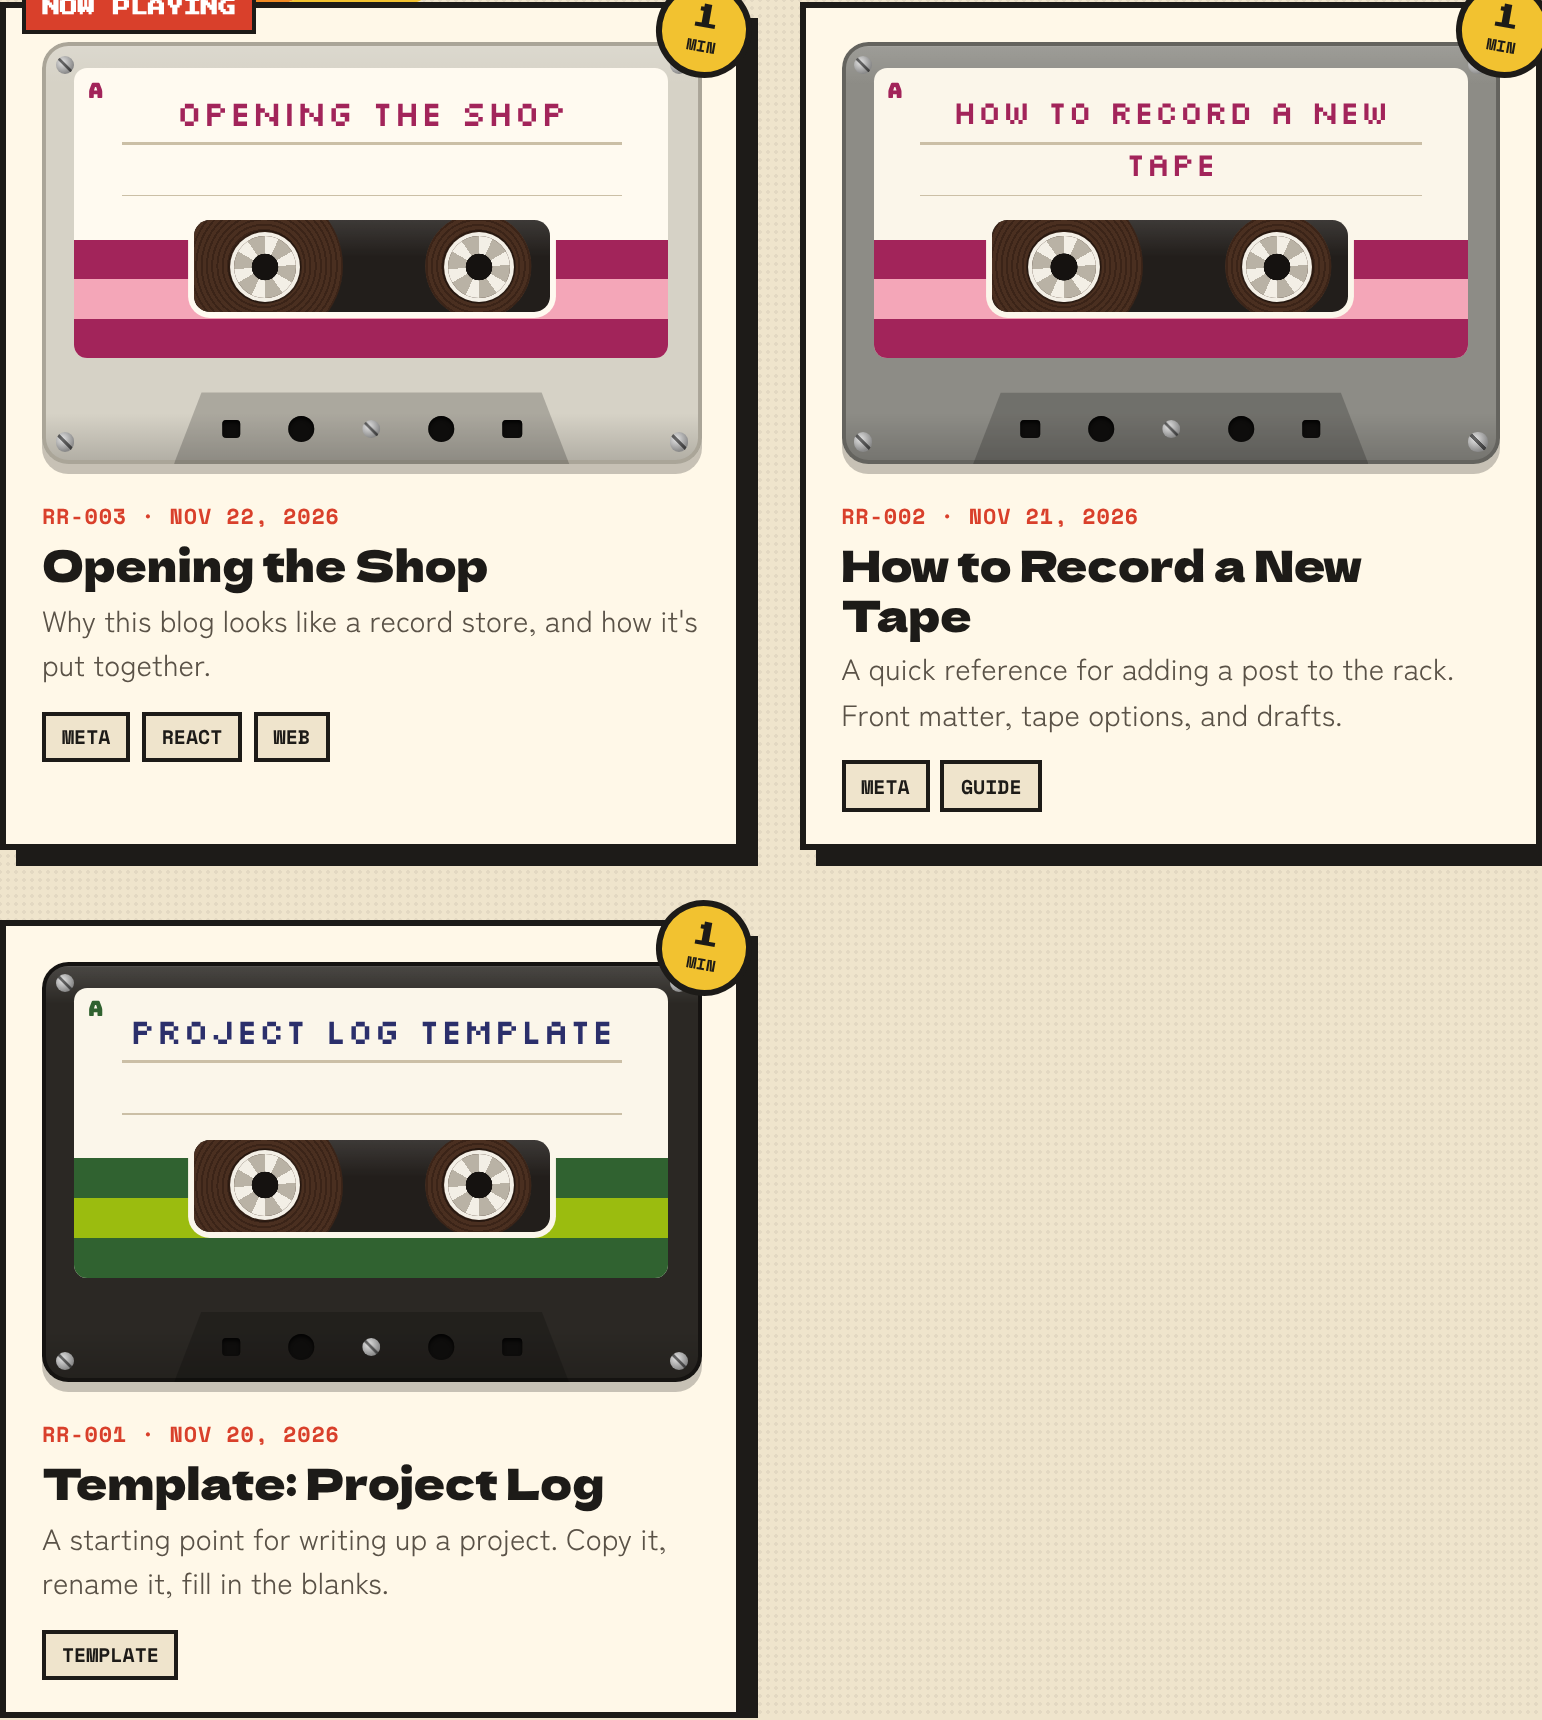 NOW PLAYING
1
MIN
A
OPENING THE SHOP
RR-003 · NOV 22, 2026
Opening the Shop
Why this blog looks like a record store, and how it's
put together.
META
REACT
WEB
1
MIN
A
HOW TO RECORD A NEW
TAPE
RR-002 · NOV 21, 2026
How to Record a New
Tape
A quick reference for adding a post to the rack.
Front matter, tape options, and drafts.
META
GUIDE
1
MIN
A
PROJECT LOG TEMPLATE
RR-001 · NOV 20, 2026
Template: Project Log
A starting point for writing up a project. Copy it,
rename it, fill in the blanks.
TEMPLATE